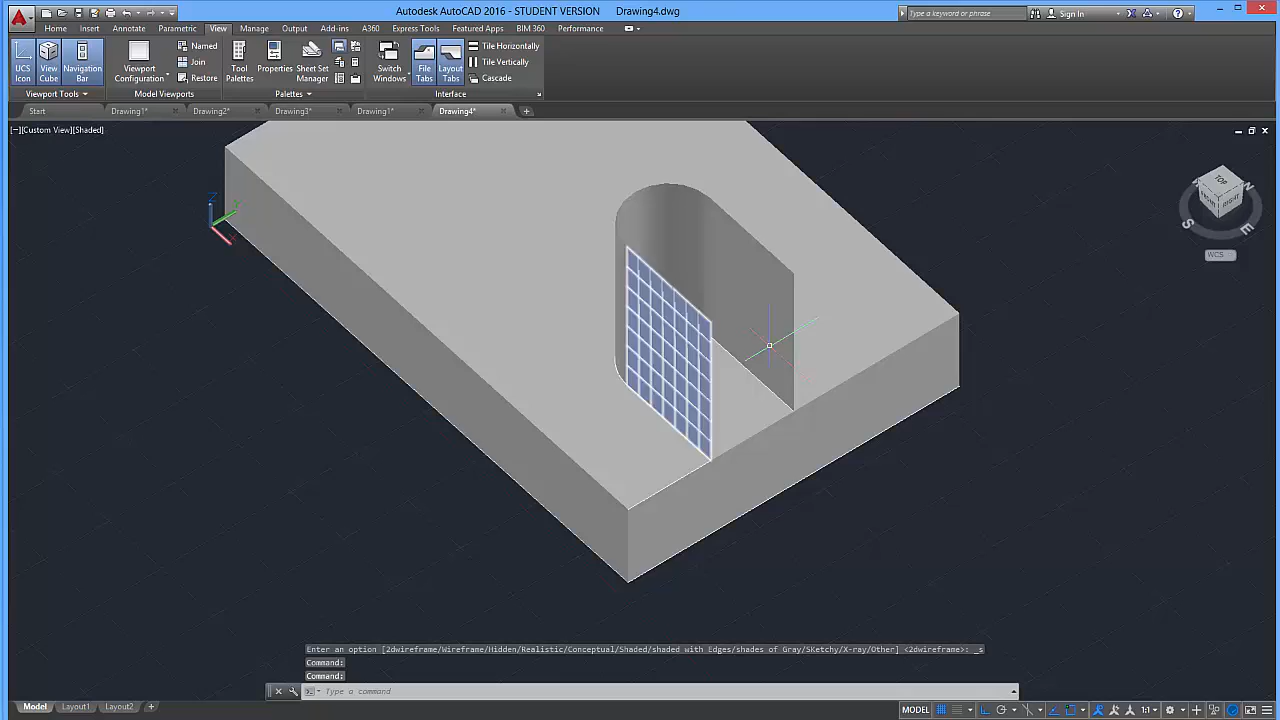 Autodesk AutoCAD 2016 - STUDENT VERSION Drawing4.dwg
Type a keyword or phrase
Sign In
Home Insert Annotate Parametric View Manage Output Add-ins A360 Express Tools Featured Apps BIM 360 Performance
UCS Icon
View Cube
Navigation Bar
Viewport Configuration
Named
Join
Restore
Tool Palettes
Properties
Sheet Set Manager
Switch Windows
File Tabs
Layout Tabs
Tile Horizontally
Tile Vertically
Cascade
Viewport Tools
Model Viewports
Palettes
Interface
Start Drawing1* Drawing2* Drawing3* Drawing1* Drawing4*
[−][Custom View][Shaded]
TOP
FRONT
RIGHT
N
S
E
WCS
Z
Enter an option [2dwireframe/Wireframe/Hidden/Realistic/Conceptual/Shaded/shaded with Edges/shades of Gray/SKetchy/X-ray/Other] <2dwireframe>: _s
Command:
Command:
Type a command
Model Layout1 Layout2 +
MODEL
1:1